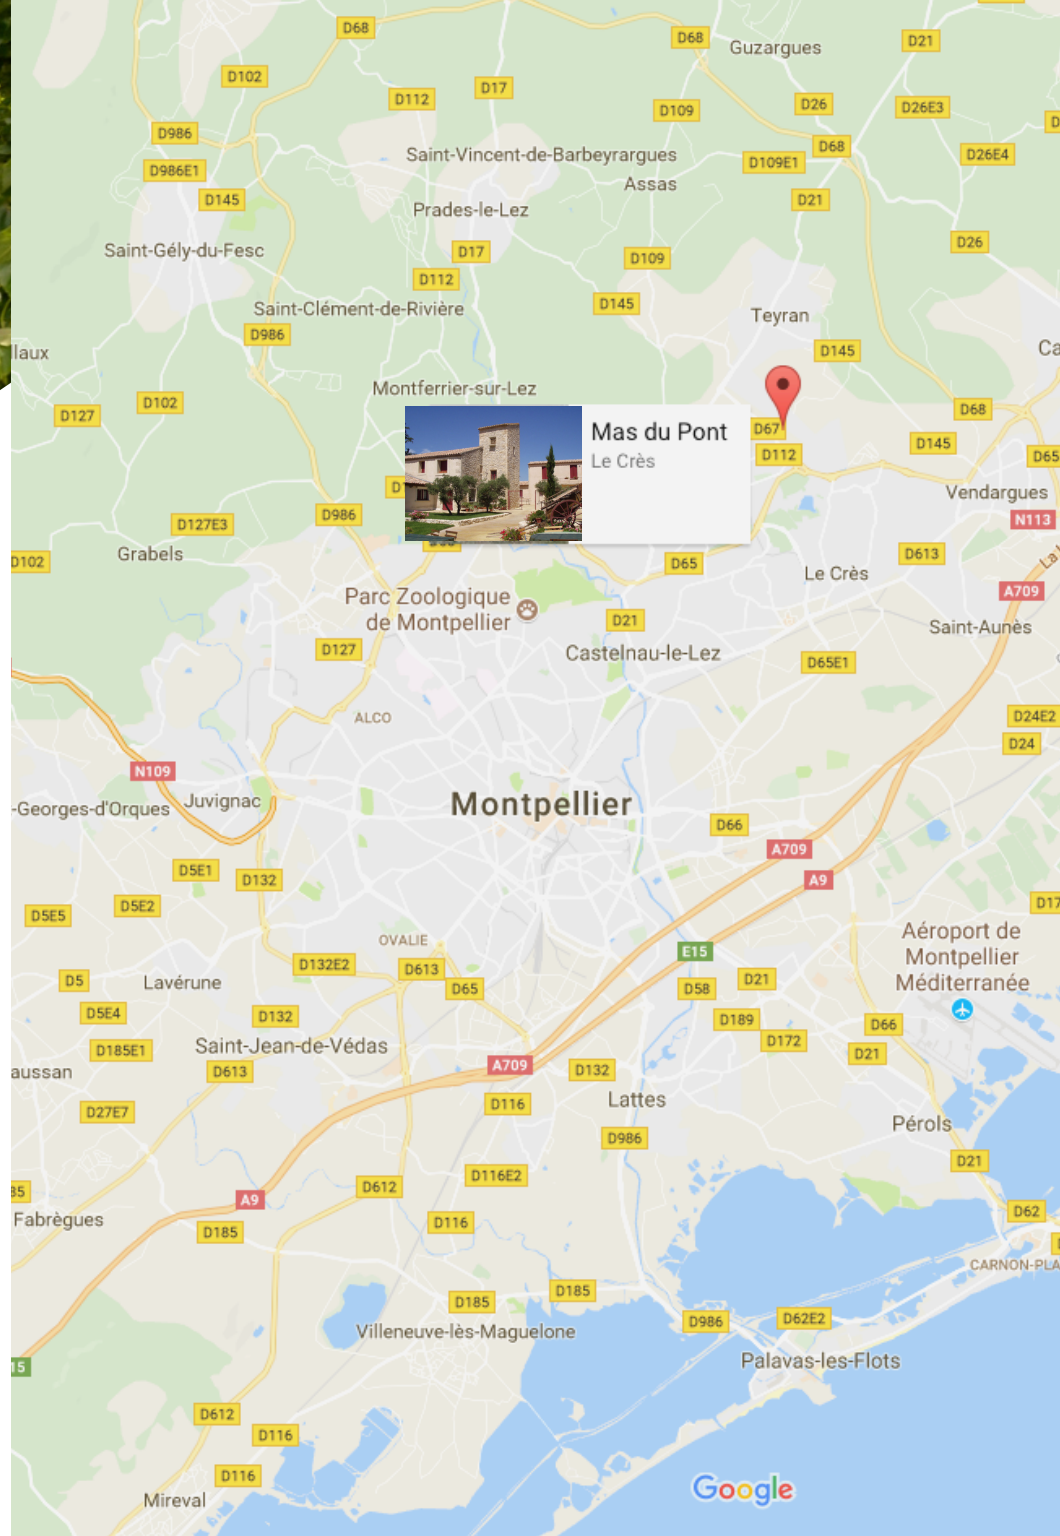 D68
D68
Guzargues
D21
D102
D17
D112
D109
D26
D26E3
D986
D68
D986E1
Saint-Vincent-de-Barbeyrargues
D109E1
D26E4
Assas
D145
D21
Prades-le-Lez
D26
Saint-Gély-du-Fesc
D17
D109
D112
Saint-Clément-de-Rivière
D145
Teyran
D986
D145
Montferrier-sur-Lez
D127
D102
D68
D67
Mas du Pont
Le Crès
D112
D145
D65
Vendargues
D986
D127E3
N113
Grabels
D102
D65
Le Crès
D613
A709
Parc Zoologique
de Montpellier
D21
Saint-Aunès
D127
Castelnau-le-Lez
D65E1
ALCO
D24E2
D24
N109
-Georges-d'Orques
Juvignac
Montpellier
D66
A709
D5E1
D132
A9
D5E5
D5E2
D17
OVALIE
E15
Aéroport de
Montpellier
Méditerranée
D5
Lavérune
D132E2
D613
D65
D58
D21
D5E4
D132
D189
D66
D185E1
Saint-Jean-de-Védas
D172
D21
aussan
D613
A709
D132
D27E7
D116
Lattes
Pérols
D986
D21
D116E2
A9
D612
Fabrègues
D185
D116
D62
CARNON-PLA
D185
D185
Villeneuve-lès-Maguelone
D986
D62E2
Palavas-les-Flots
D612
D116
D116
Mireval
Google